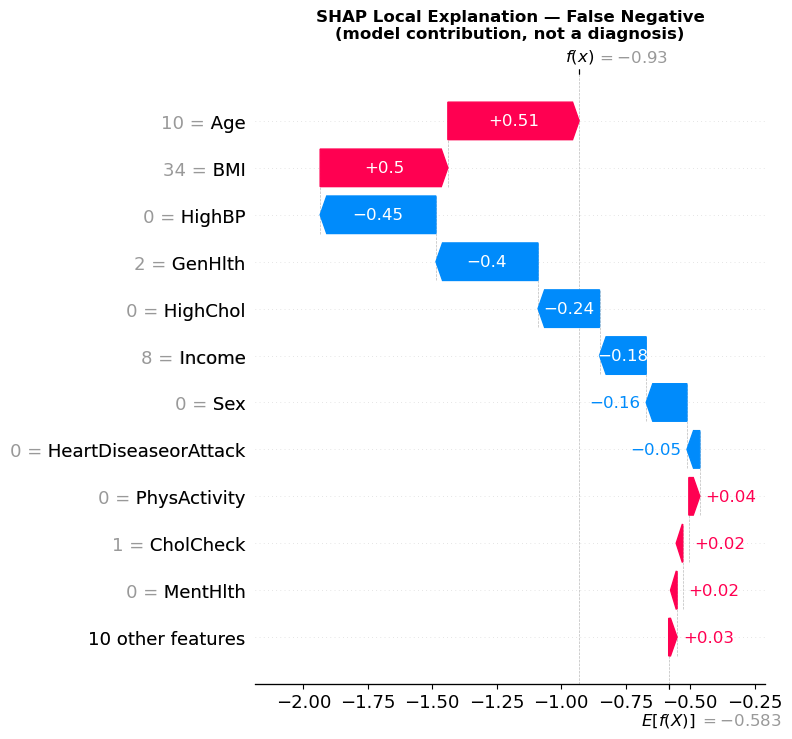 SHAP Local Explanation — False Negative
(model contribution, not a diagnosis)
f(x) = −0.93
10 = Age +0.51
34 = BMI +0.5
0 = HighBP −0.45
2 = GenHlth −0.4
0 = HighChol −0.24
8 = Income −0.18
0 = Sex −0.16
0 = HeartDiseaseorAttack −0.05
0 = PhysActivity +0.04
1 = CholCheck +0.02
0 = MentHlth +0.02
10 other features +0.03
−2.00 −1.75 −1.50 −1.25 −1.00 −0.75 −0.50 −0.25
E[f(X)] = −0.583